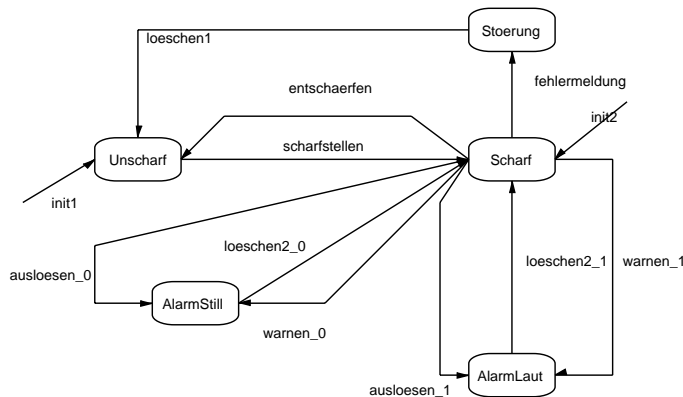 Stoerung
loeschen1
fehlermeldung
entschaerfen
init2
Unscharf
scharfstellen
Scharf
init1
loeschen2_0
loeschen2_1
warnen_1
ausloesen_0
AlarmStill
warnen_0
AlarmLaut
ausloesen_1